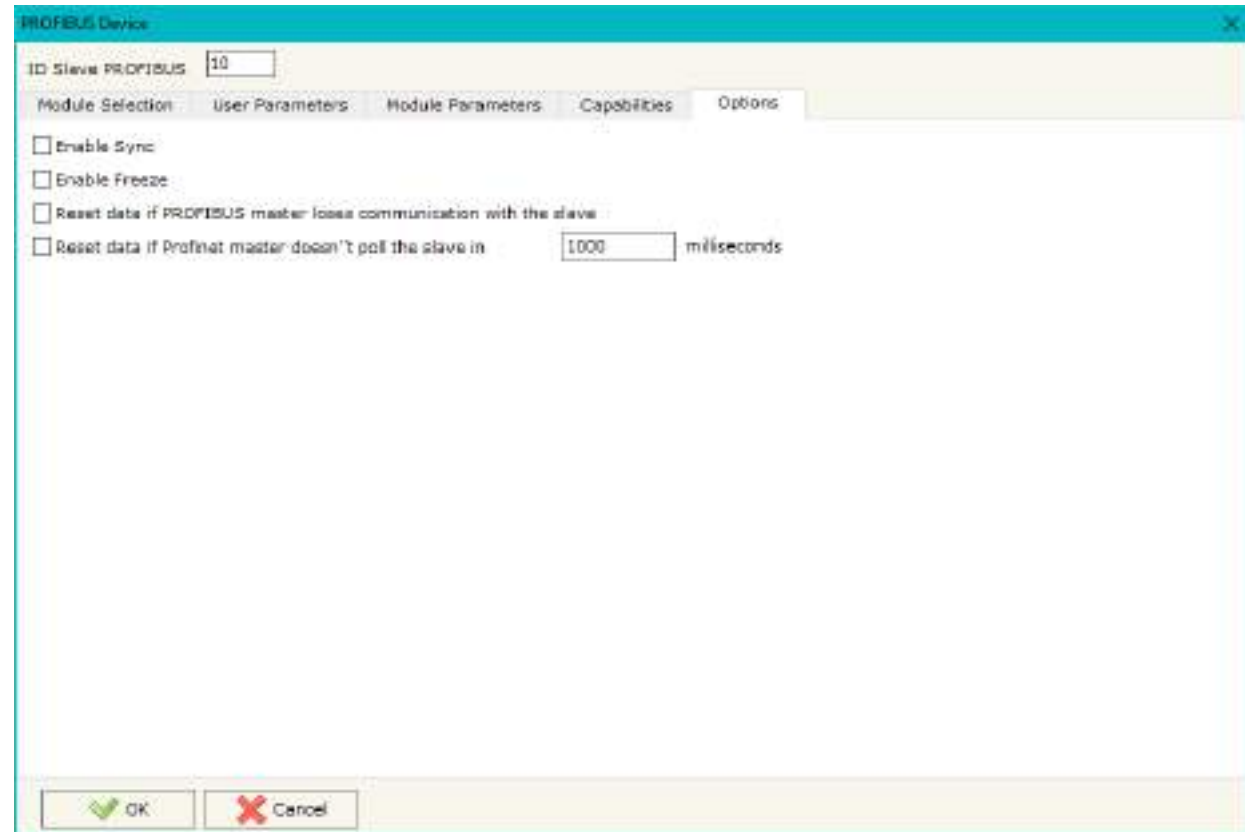 PROFIBUS Device
ID Slave PROFIBUS 10
Module Selection User Parameters Module Parameters Capabilities Options
Enable Sync
Enable Freeze
Reset data if PROFIBUS master loses communication with the slave
Reset data if Profinet master doesn''t poll the slave in 1000 milliseconds
OK Cancel